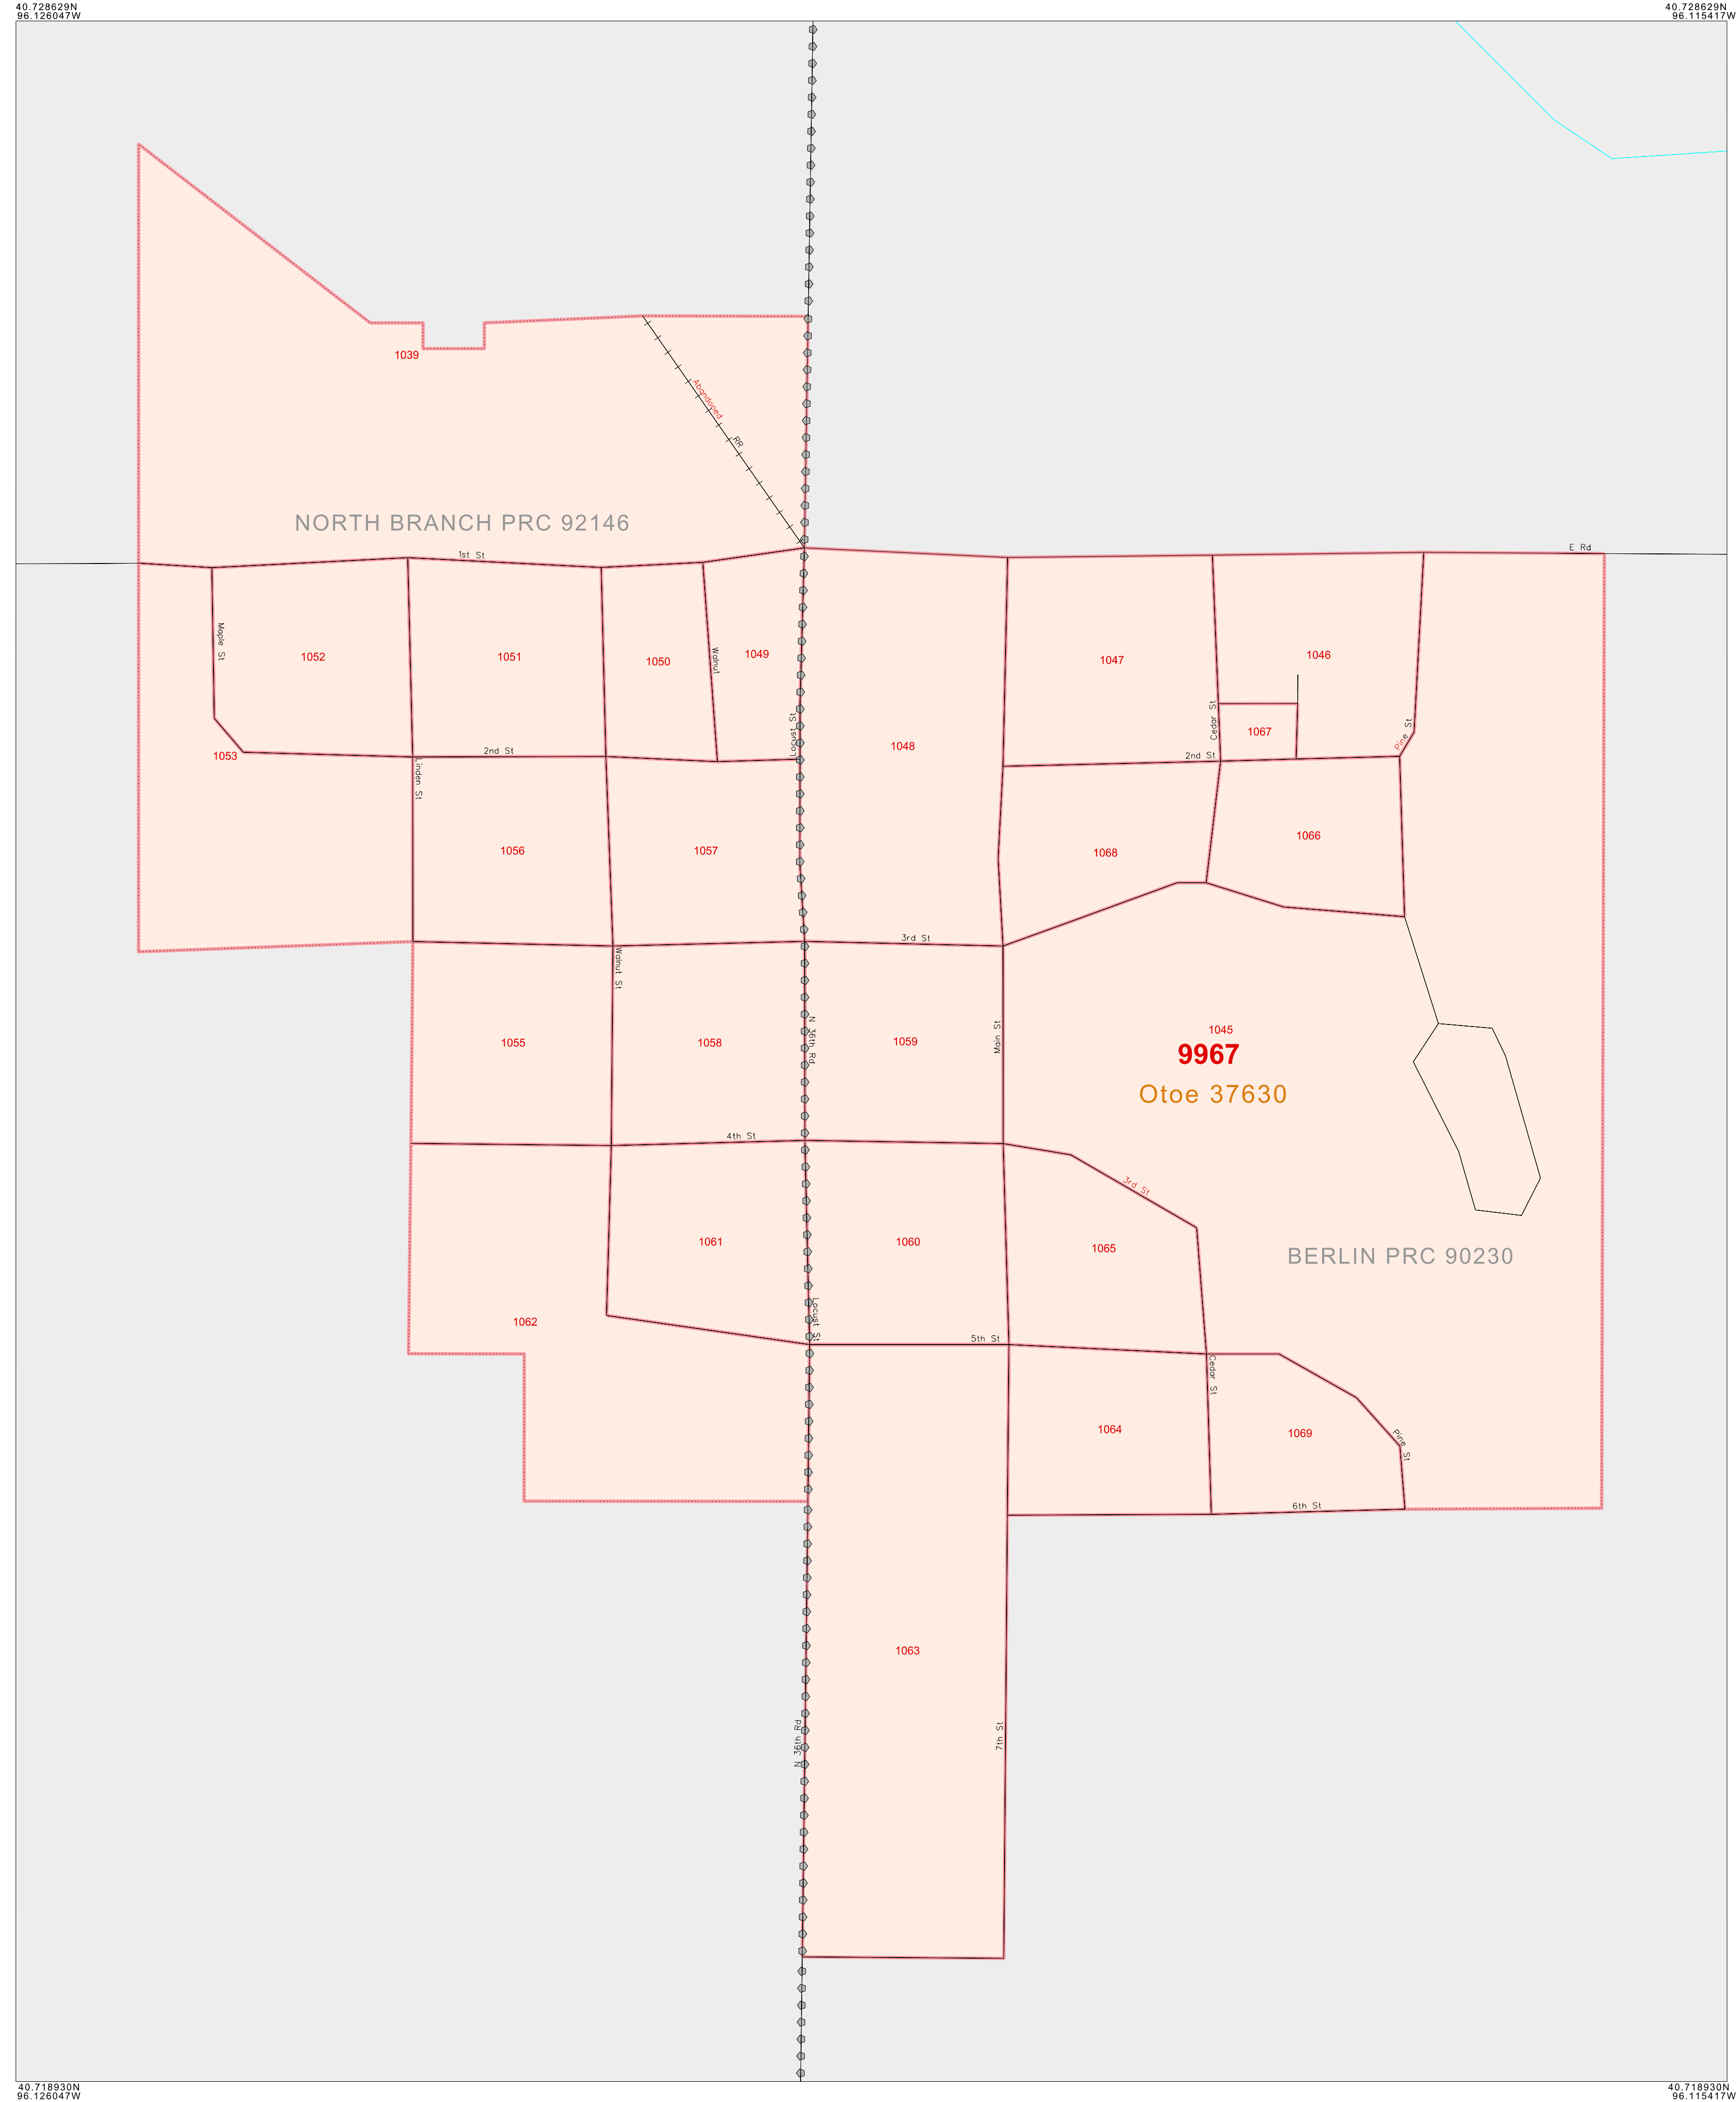 40.728629N
96.126047W
40.728629N
96.115417W
1039
Abandoned
RR
NORTH BRANCH PRC 92146
1st St
E Rd
Maple St
1052
1051
1050
Walnut
1049
Locust St
1048
1047
Cedar St
1046
1067
Pine St
1053
2nd St
2nd St
Linden St
1056
1057
1068
1066
3rd St
Walnut St
1055
1058
N 36th Rd
1059
Main St
1045
9967
Otoe 37630
4th St
3rd St
1061
1060
1065
BERLIN PRC 90230
1062
Locust St
5th St
Cedar St
1064
1069
Pine St
6th St
1063
N 36th Rd
7th St
40.718930N
96.126047W
40.718930N
96.115417W